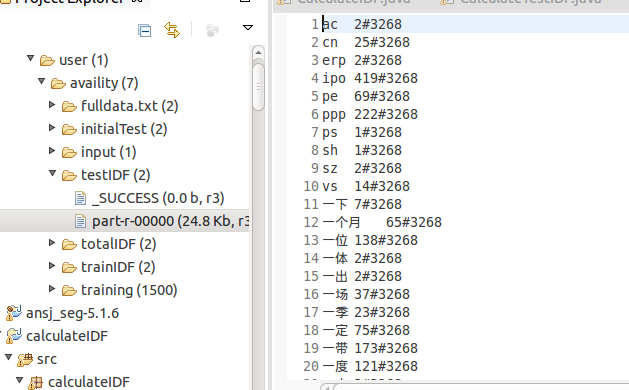 Project Explorer
user (1)
availity (7)
fulldata.txt (2)
initialTest (2)
input (1)
testIDF (2)
_SUCCESS (0.0 b, r3)
part-r-00000 (24.8 Kb, r3
totalIDF (2)
trainIDF (2)
training (1500)
ansj_seg-5.1.6
calculateIDF
src
calculateIDF
CalculateIDF.java
CalculateTestIDF.java
1 ac 2#3268
2 cn 25#3268
3 erp 2#3268
4 ipo 419#3268
5 pe 69#3268
6 ppp 222#3268
7 ps 1#3268
8 sh 1#3268
9 sz 2#3268
10 vs 14#3268
11 一下 7#3268
12 一个月 65#3268
13 一位 138#3268
14 一体 2#3268
15 一出 2#3268
16 一场 37#3268
17 一季 23#3268
18 一定 75#3268
19 一带 173#3268
20 一度 121#3268